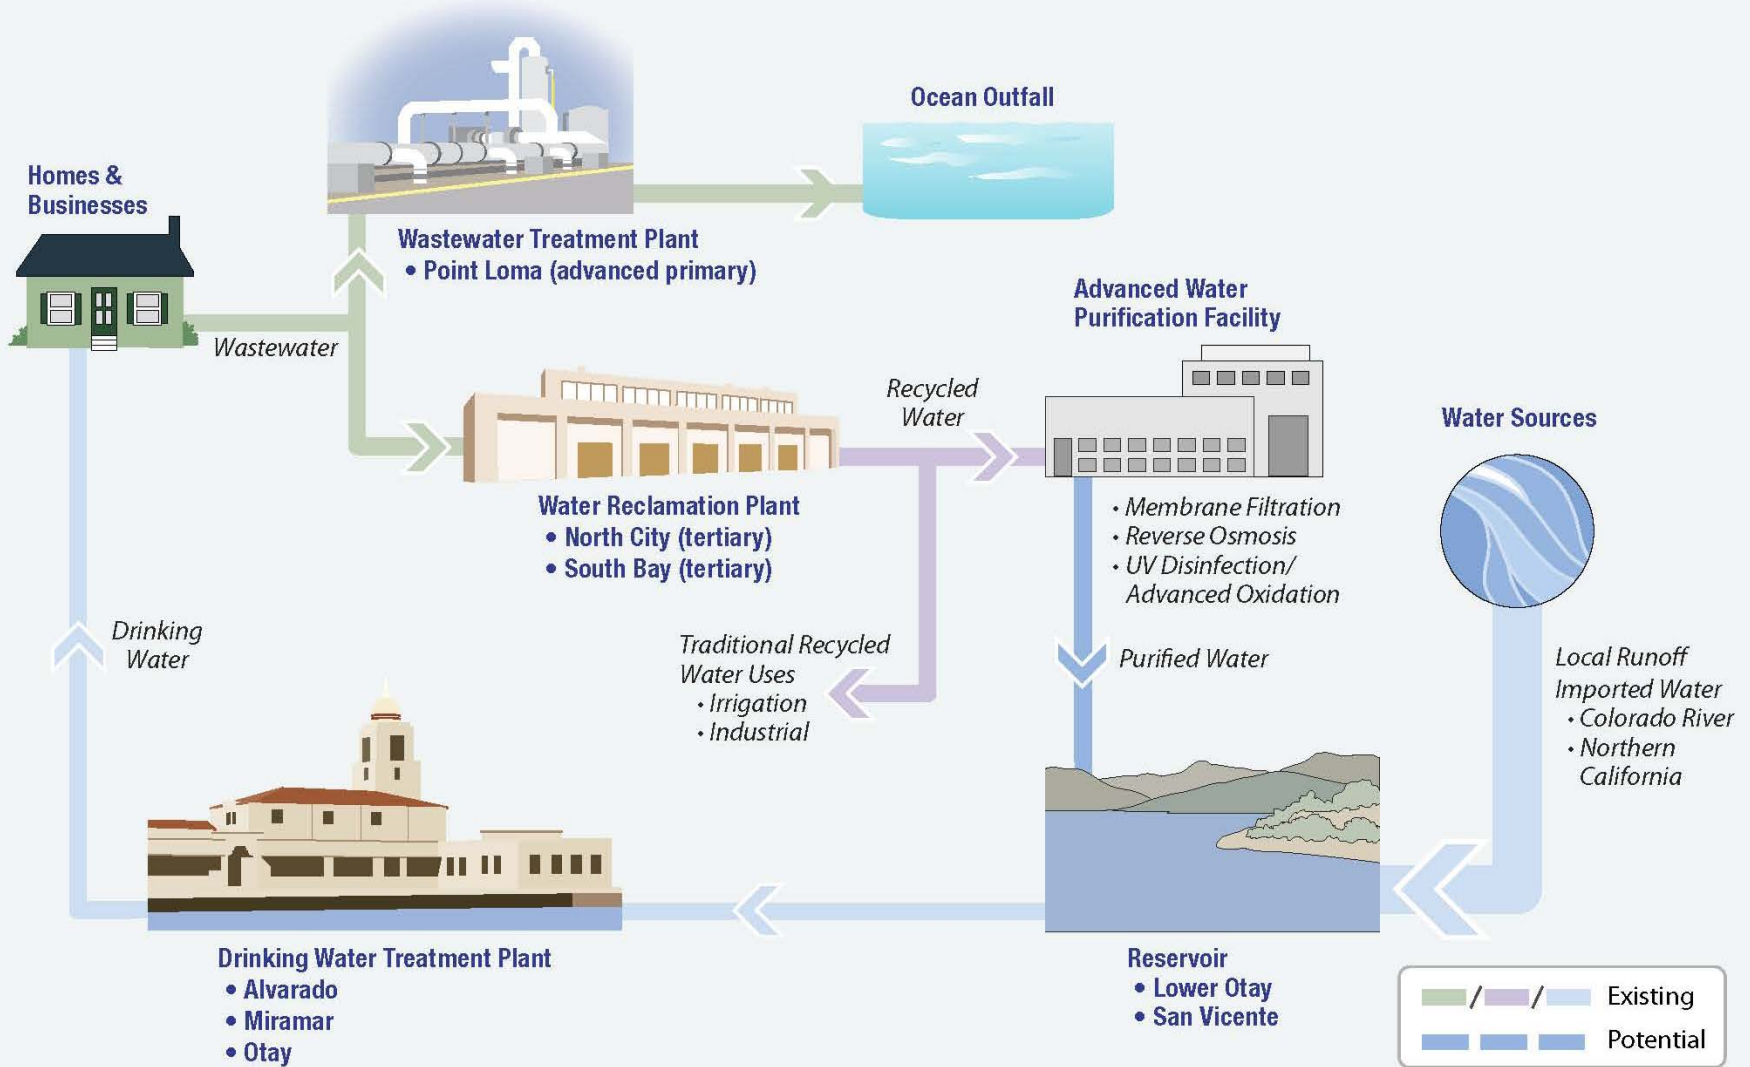 Ocean Outfall
Homes &
Businesses
Wastewater Treatment Plant
• Point Loma (advanced primary)
Advanced Water
Purification Facility
Wastewater
Recycled
Water
Water Sources
Water Reclamation Plant
• North City (tertiary)
• South Bay (tertiary)
• Membrane Filtration
• Reverse Osmosis
• UV Disinfection/
Advanced Oxidation
Drinking
Water
Traditional Recycled
Water Uses
• Irrigation
• Industrial
Purified Water
Local Runoff
Imported Water
• Colorado River
• Northern
California
Drinking Water Treatment Plant
• Alvarado
• Miramar
• Otay
Reservoir
• Lower Otay
• San Vicente
/ / Existing
Potential